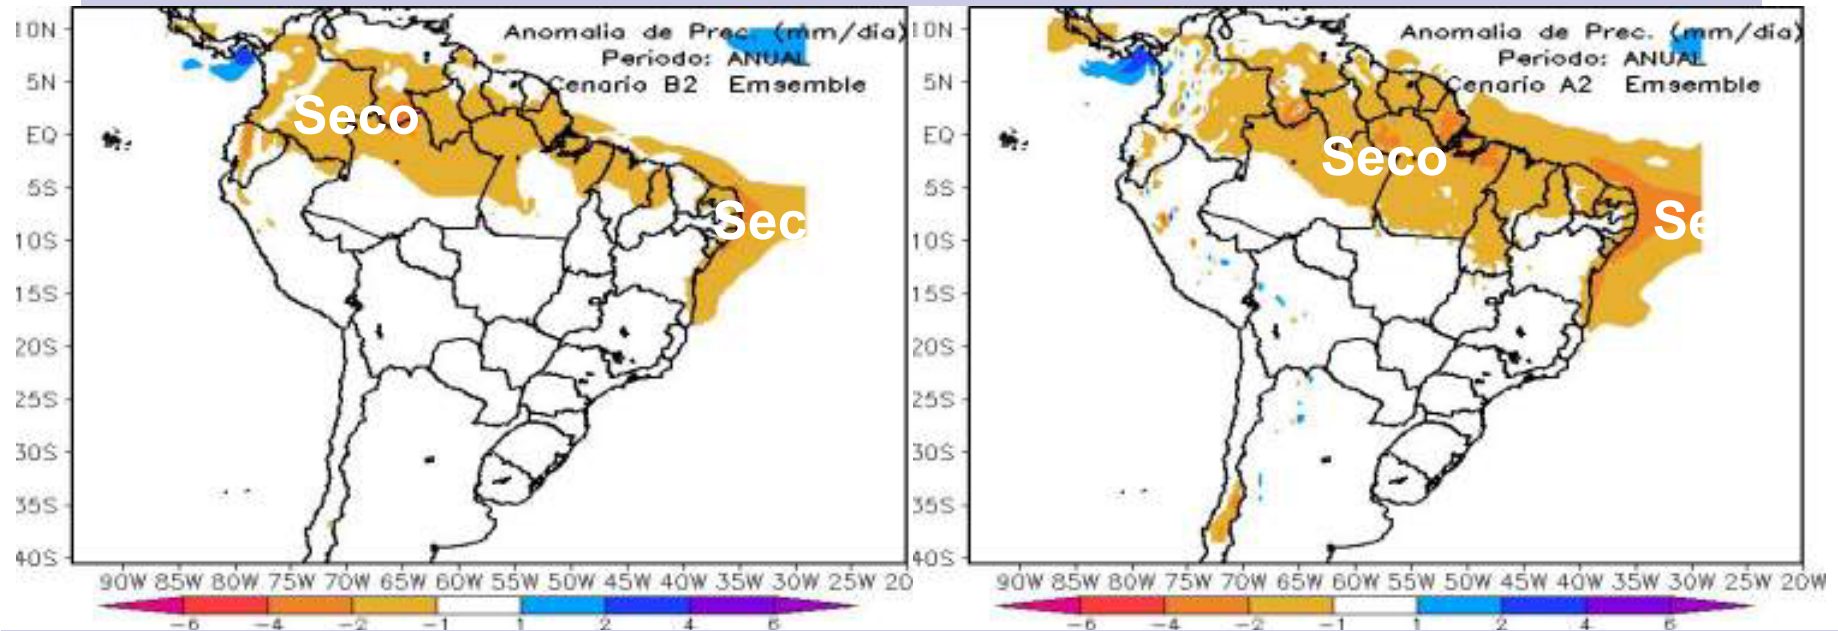 10N
5N
EQ
5S
10S
15S
20S
25S
30S
35S
40S
Anomalia de Prec. (mm/dia)
Periodo: ANUAL
Cenario B2 Emsemble
Seco
Sec
90W 85W 80W 75W 70W 65W 60W 55W 50W 45W 40W 35W 30W 25W 20
-6 -4 -2 -1 1 2 4 6
10N
5N
EQ
5S
10S
15S
20S
25S
30S
35S
40S
Anomalia de Prec. (mm/dia)
Periodo: ANUAL
Cenario A2 Emsemble
Seco
Se
90W 85W 80W 75W 70W 65W 60W 55W 50W 45W 40W 35W 30W 25W 20W
-6 -4 -2 -1 1 2 4 6